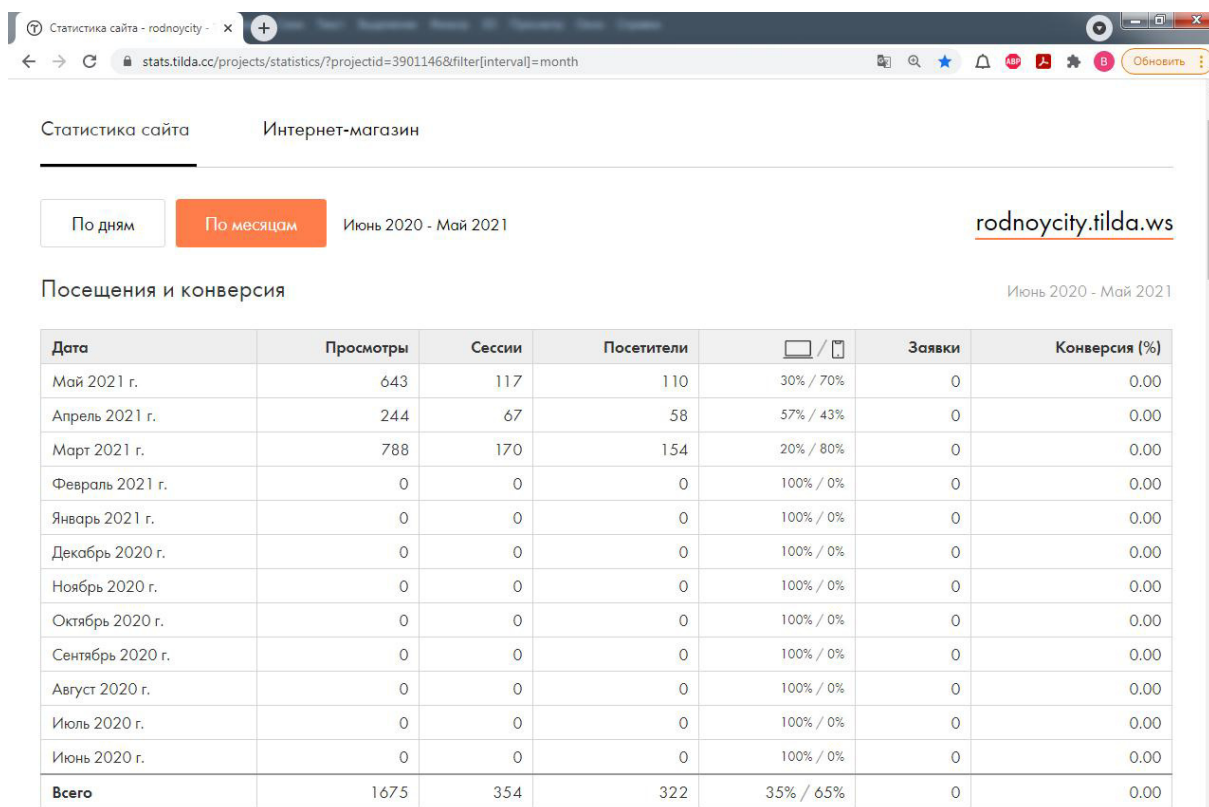 Статистика сайта - rodnoycity -
stats.tilda.cc/projects/statistics/?projectid=3901146&filter[interval]=month
ABP
B
Обновить
Статистика сайта Интернет-магазин
По дням По месяцам Июнь 2020 - Май 2021 rodnoycity.tilda.ws
Посещения и конверсия Июнь 2020 - Май 2021
Дата Просмотры Сессии Посетители / Заявки Конверсия (%)
Май 2021 г. 643 117 110 30% / 70% 0 0.00
Апрель 2021 г. 244 67 58 57% / 43% 0 0.00
Март 2021 г. 788 170 154 20% / 80% 0 0.00
Февраль 2021 г. 0 0 0 100% / 0% 0 0.00
Январь 2021 г. 0 0 0 100% / 0% 0 0.00
Декабрь 2020 г. 0 0 0 100% / 0% 0 0.00
Ноябрь 2020 г. 0 0 0 100% / 0% 0 0.00
Октябрь 2020 г. 0 0 0 100% / 0% 0 0.00
Сентябрь 2020 г. 0 0 0 100% / 0% 0 0.00
Август 2020 г. 0 0 0 100% / 0% 0 0.00
Июль 2020 г. 0 0 0 100% / 0% 0 0.00
Июнь 2020 г. 0 0 0 100% / 0% 0 0.00
Всего 1675 354 322 35% / 65% 0 0.00